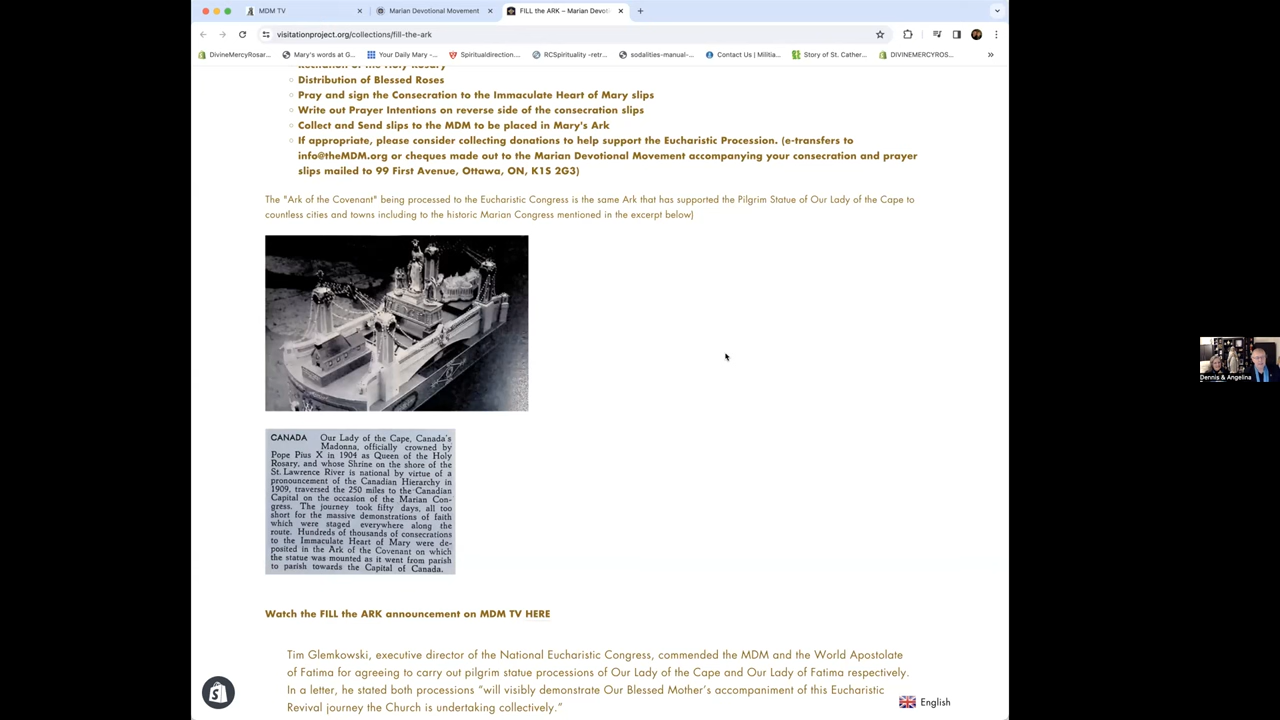 MDM TV
Marian Devotional Movement
FILL the ARK – Marian Devoti
visitationproject.org/collections/fill-the-ark
DivineMercyRosar...
Mary's words at G...
Your Daily Mary -...
Spiritualdirection....
RCSpirituality -retr...
sodalities-manual-...
Contact Us | Militia...
Story of St. Cather...
DIVINEMERCYROS...
Recitation of the Holy Rosary
Distribution of Blessed Roses
Pray and sign the Consecration to the Immaculate Heart of Mary slips
Write out Prayer Intentions on reverse side of the consecration slips
Collect and Send slips to the MDM to be placed in Mary's Ark
If appropriate, please consider collecting donations to help support the Eucharistic Procession. (e-transfers to
info@theMDM.org or cheques made out to the Marian Devotional Movement accompanying your consecration and prayer
slips mailed to 99 First Avenue, Ottawa, ON, K1S 2G3)
The "Ark of the Covenant" being processed to the Eucharistic Congress is the same Ark that has supported the Pilgrim Statue of Our Lady of the Cape to
countless cities and towns including to the historic Marian Congress mentioned in the excerpt below]
CANADA Our Lady of the Cape, Canada's
Madonna, officially crowned by
Pope Pius X in 1904 as Queen of the Holy
Rosary, and whose Shrine on the shore of the
St. Lawrence River is national by virtue of a
pronouncement of the Canadian Hierarchy in
1909, traversed the 250 miles to the Canadian
Capital on the occasion of the Marian Con-
gress. The journey took fifty days, all too
short for the massive demonstrations of faith
which were staged everywhere along the
route. Hundreds of thousands of consecrations
to the Immaculate Heart of Mary were de-
posited in the Ark of the Covenant on which
the statue was mounted as it went from parish
to parish towards the Capital of Canada.
Watch the FILL the ARK announcement on MDM TV HERE
Tim Glemkowski, executive director of the National Eucharistic Congress, commended the MDM and the World Apostolate
of Fatima for agreeing to carry out pilgrim statue processions of Our Lady of the Cape and Our Lady of Fatima respectively.
In a letter, he stated both processions “will visibly demonstrate Our Blessed Mother’s accompaniment of this Eucharistic
Revival journey the Church is undertaking collectively.”
English
Dennis & Angelina